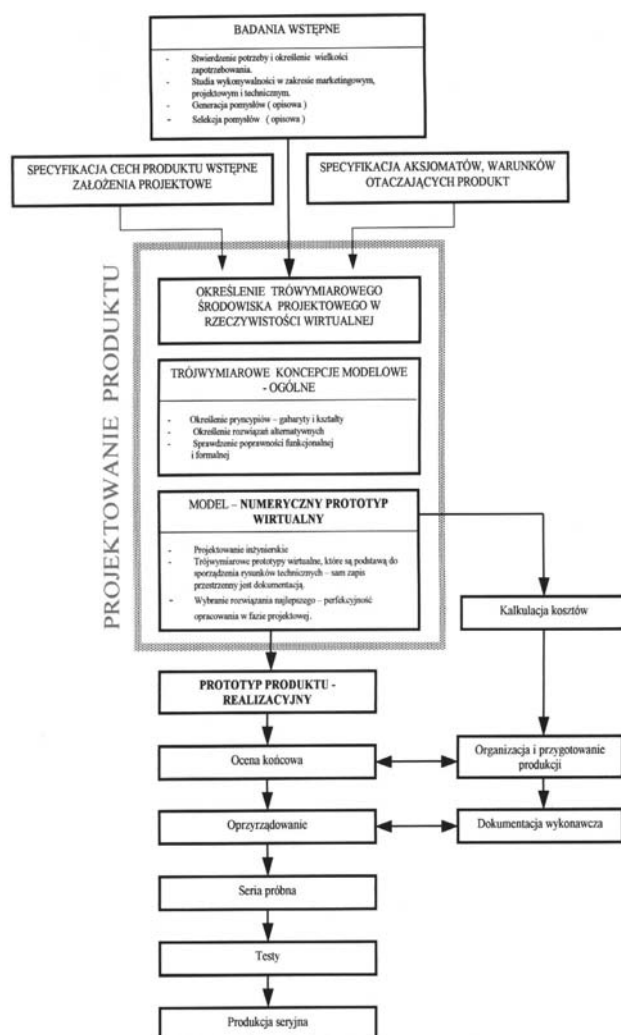 BADANIA WSTĘPNE
- Stwierdzenie potrzeby i określenie wielkości
zapotrzebowania.
- Studia wykonywalności w zakresie marketingowym,
projektowym i technicznym.
- Generacja pomysłów ( opisowa )
- Selekcja pomysłów ( opisowa )
SPECYFIKACJA CECH PRODUKTU WSTĘPNE
ZAŁOŻENIA PROJEKTOWE
SPECYFIKACJA AKSJOMATÓW, WARUNKÓW
OTACZAJĄCYCH PRODUKT
PROJEKTOWANIE PRODUKTU
OKREŚLENIE TRÓWYMIAROWEGO
ŚRODOWISKA PROJEKTOWEGO W
RZECZYWISTOŚCI WIRTUALNEJ
TRÓJWYMIAROWE KONCEPCJE MODELOWE
- OGÓLNE
- Określenie pryncypiów – gabaryty i kształty
- Określenie rozwiązań alternatywnych
- Sprawdzenie poprawności funkcjonalnej
i formalnej
MODEL – NUMERYCZNY PROTOTYP
WIRTUALNY
- Projektowanie inżynierskie
- Trójwymiarowe prototypy wirtualne, które są podstawą do
sporządzenia rysunków technicznych – sam zapis
przestrzenny jest dokumentacją.
- Wybranie rozwiązania najlepszego – perfekcyjność
opracowania w fazie projektowej.
Kalkulacja kosztów
PROTOTYP PRODUKTU -
REALIZACYJNY
Ocena końcowa
Organizacja i przygotowanie
produkcji
Oprzyrządowanie
Dokumentacja wykonawcza
Seria próbna
Testy
Produkcja seryjna